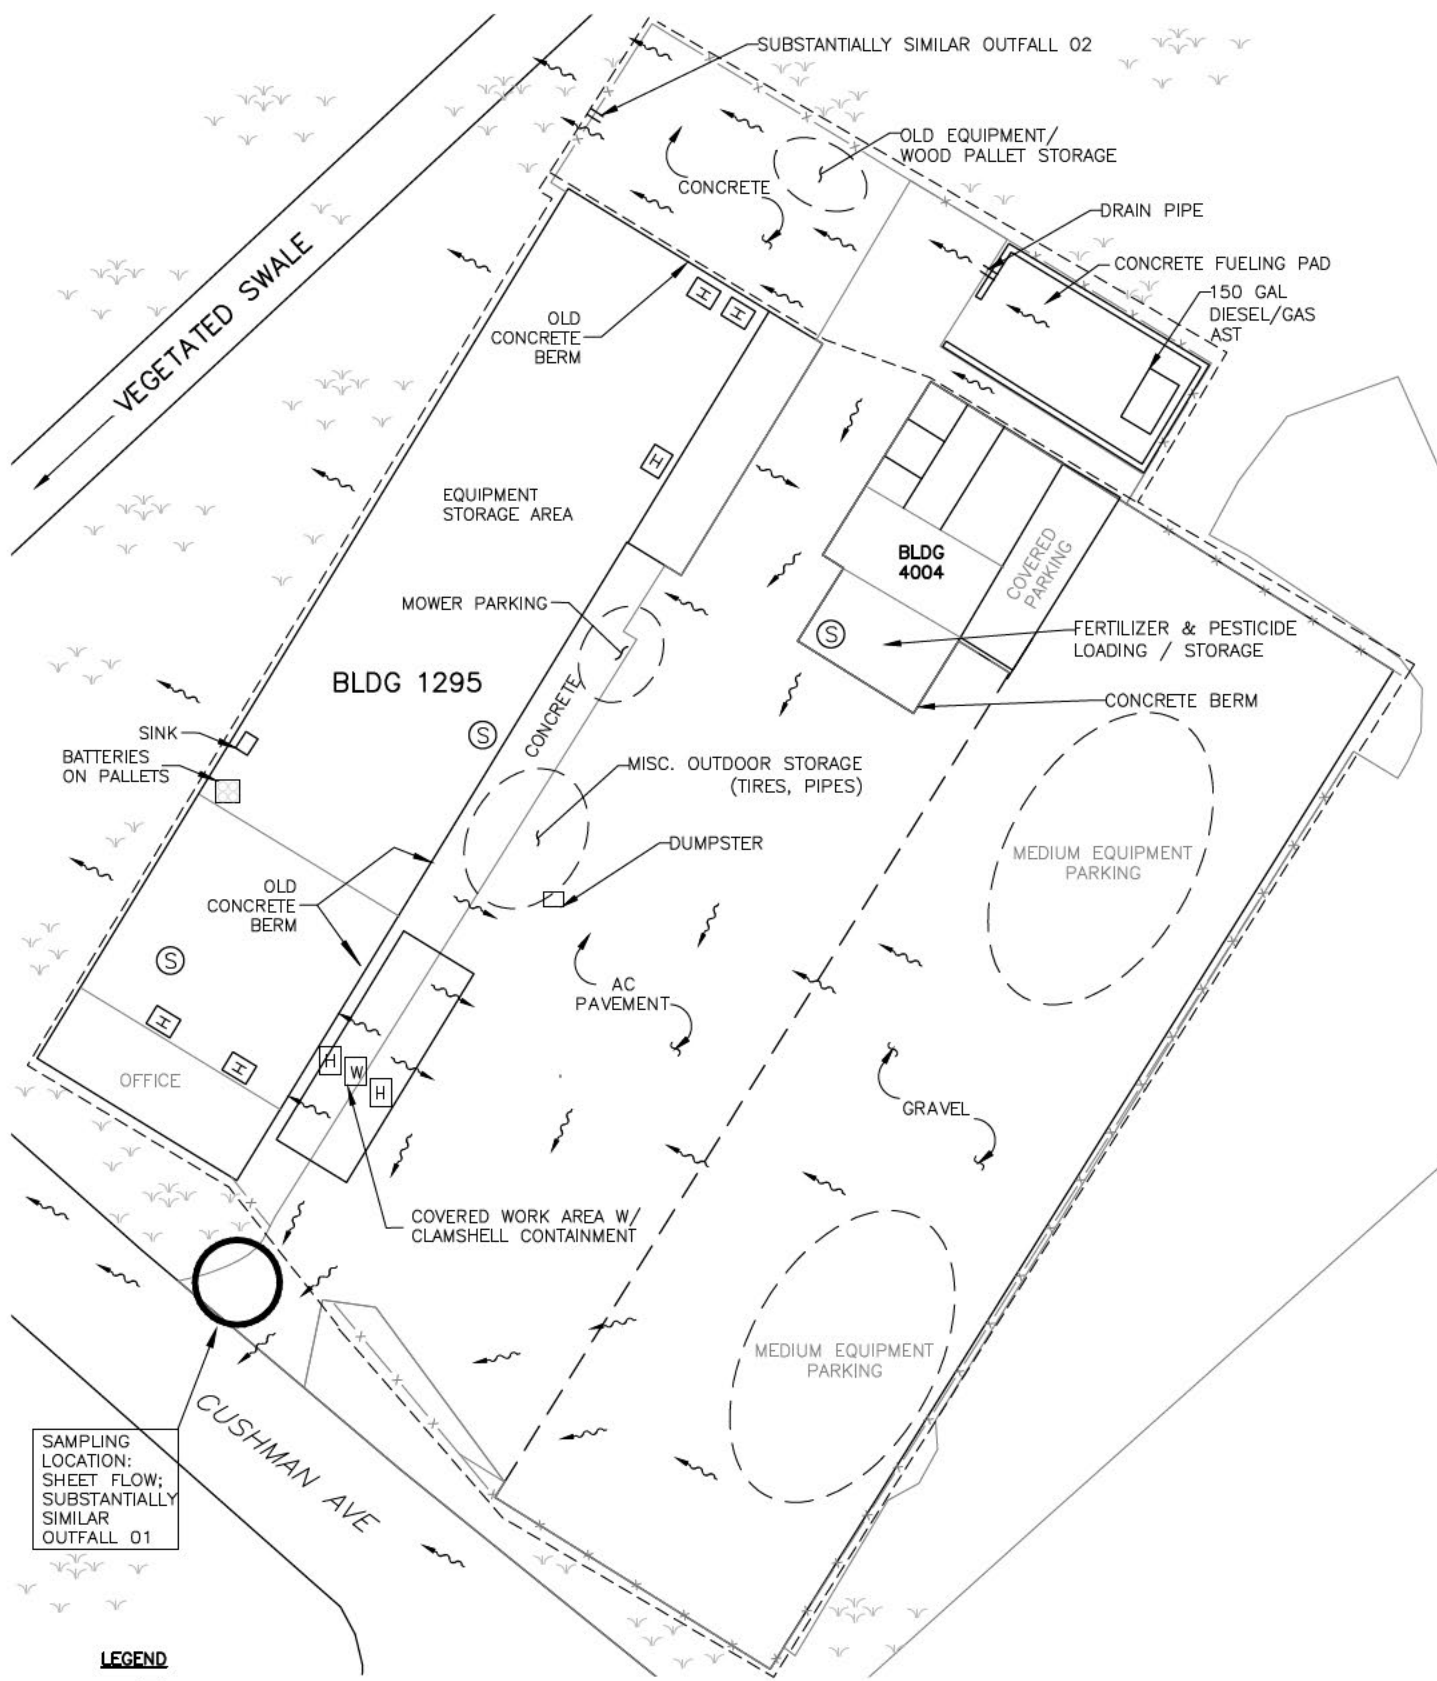 SUBSTANTIALLY SIMILAR OUTFALL 02
OLD EQUIPMENT/
WOOD PALLET STORAGE
CONCRETE
DRAIN PIPE
CONCRETE FUELING PAD
150 GAL
DIESEL/GAS
AST
VEGETATED SWALE
OLD
CONCRETE
BERM
H
H
H
EQUIPMENT
STORAGE AREA
BLDG
4004
COVERED
PARKING
MOWER PARKING
S
FERTILIZER & PESTICIDE
LOADING / STORAGE
BLDG 1295
CONCRETE
CONCRETE BERM
SINK
S
BATTERIES
ON PALLETS
MISC. OUTDOOR STORAGE
(TIRES, PIPES)
DUMPSTER
MEDIUM EQUIPMENT
PARKING
OLD
CONCRETE
BERM
S
AC
PAVEMENT
H
H
H
W
H
OFFICE
GRAVEL
COVERED WORK AREA W/
CLAMSHELL CONTAINMENT
MEDIUM EQUIPMENT
PARKING
CUSHMAN AVE
SAMPLING
LOCATION:
SHEET FLOW;
SUBSTANTIALLY
SIMILAR
OUTFALL 01
LEGEND